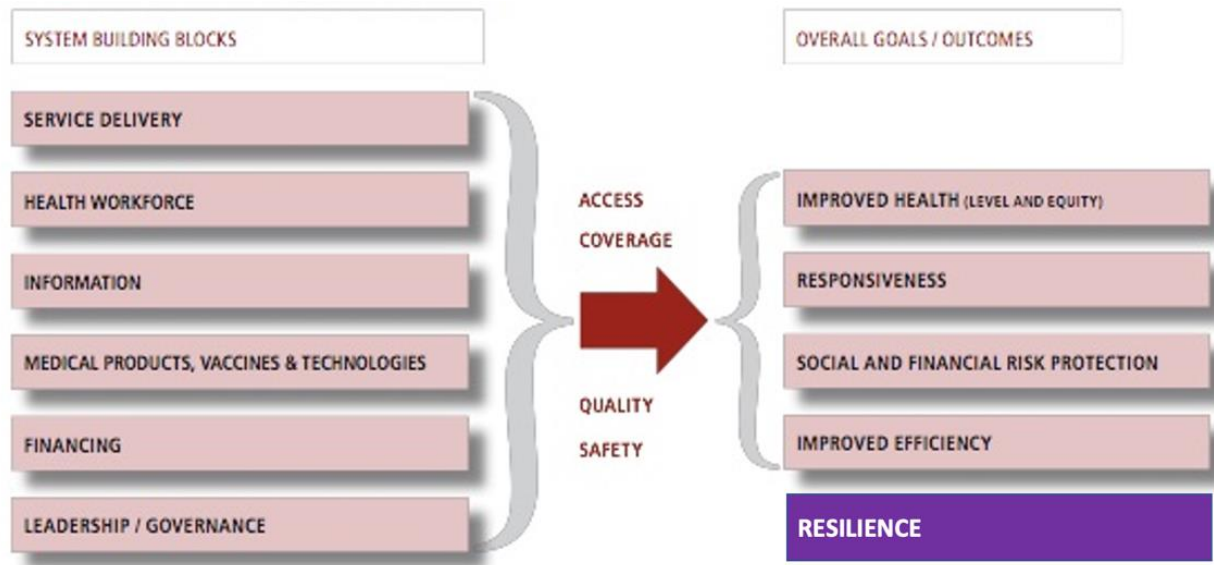 SYSTEM BUILDING BLOCKS
SERVICE DELIVERY
HEALTH WORKFORCE
INFORMATION
MEDICAL PRODUCTS, VACCINES & TECHNOLOGIES
FINANCING
LEADERSHIP / GOVERNANCE
ACCESS
COVERAGE
QUALITY
SAFETY
OVERALL GOALS / OUTCOMES
IMPROVED HEALTH (LEVEL AND EQUITY)
RESPONSIVENESS
SOCIAL AND FINANCIAL RISK PROTECTION
IMPROVED EFFICIENCY
RESILIENCE